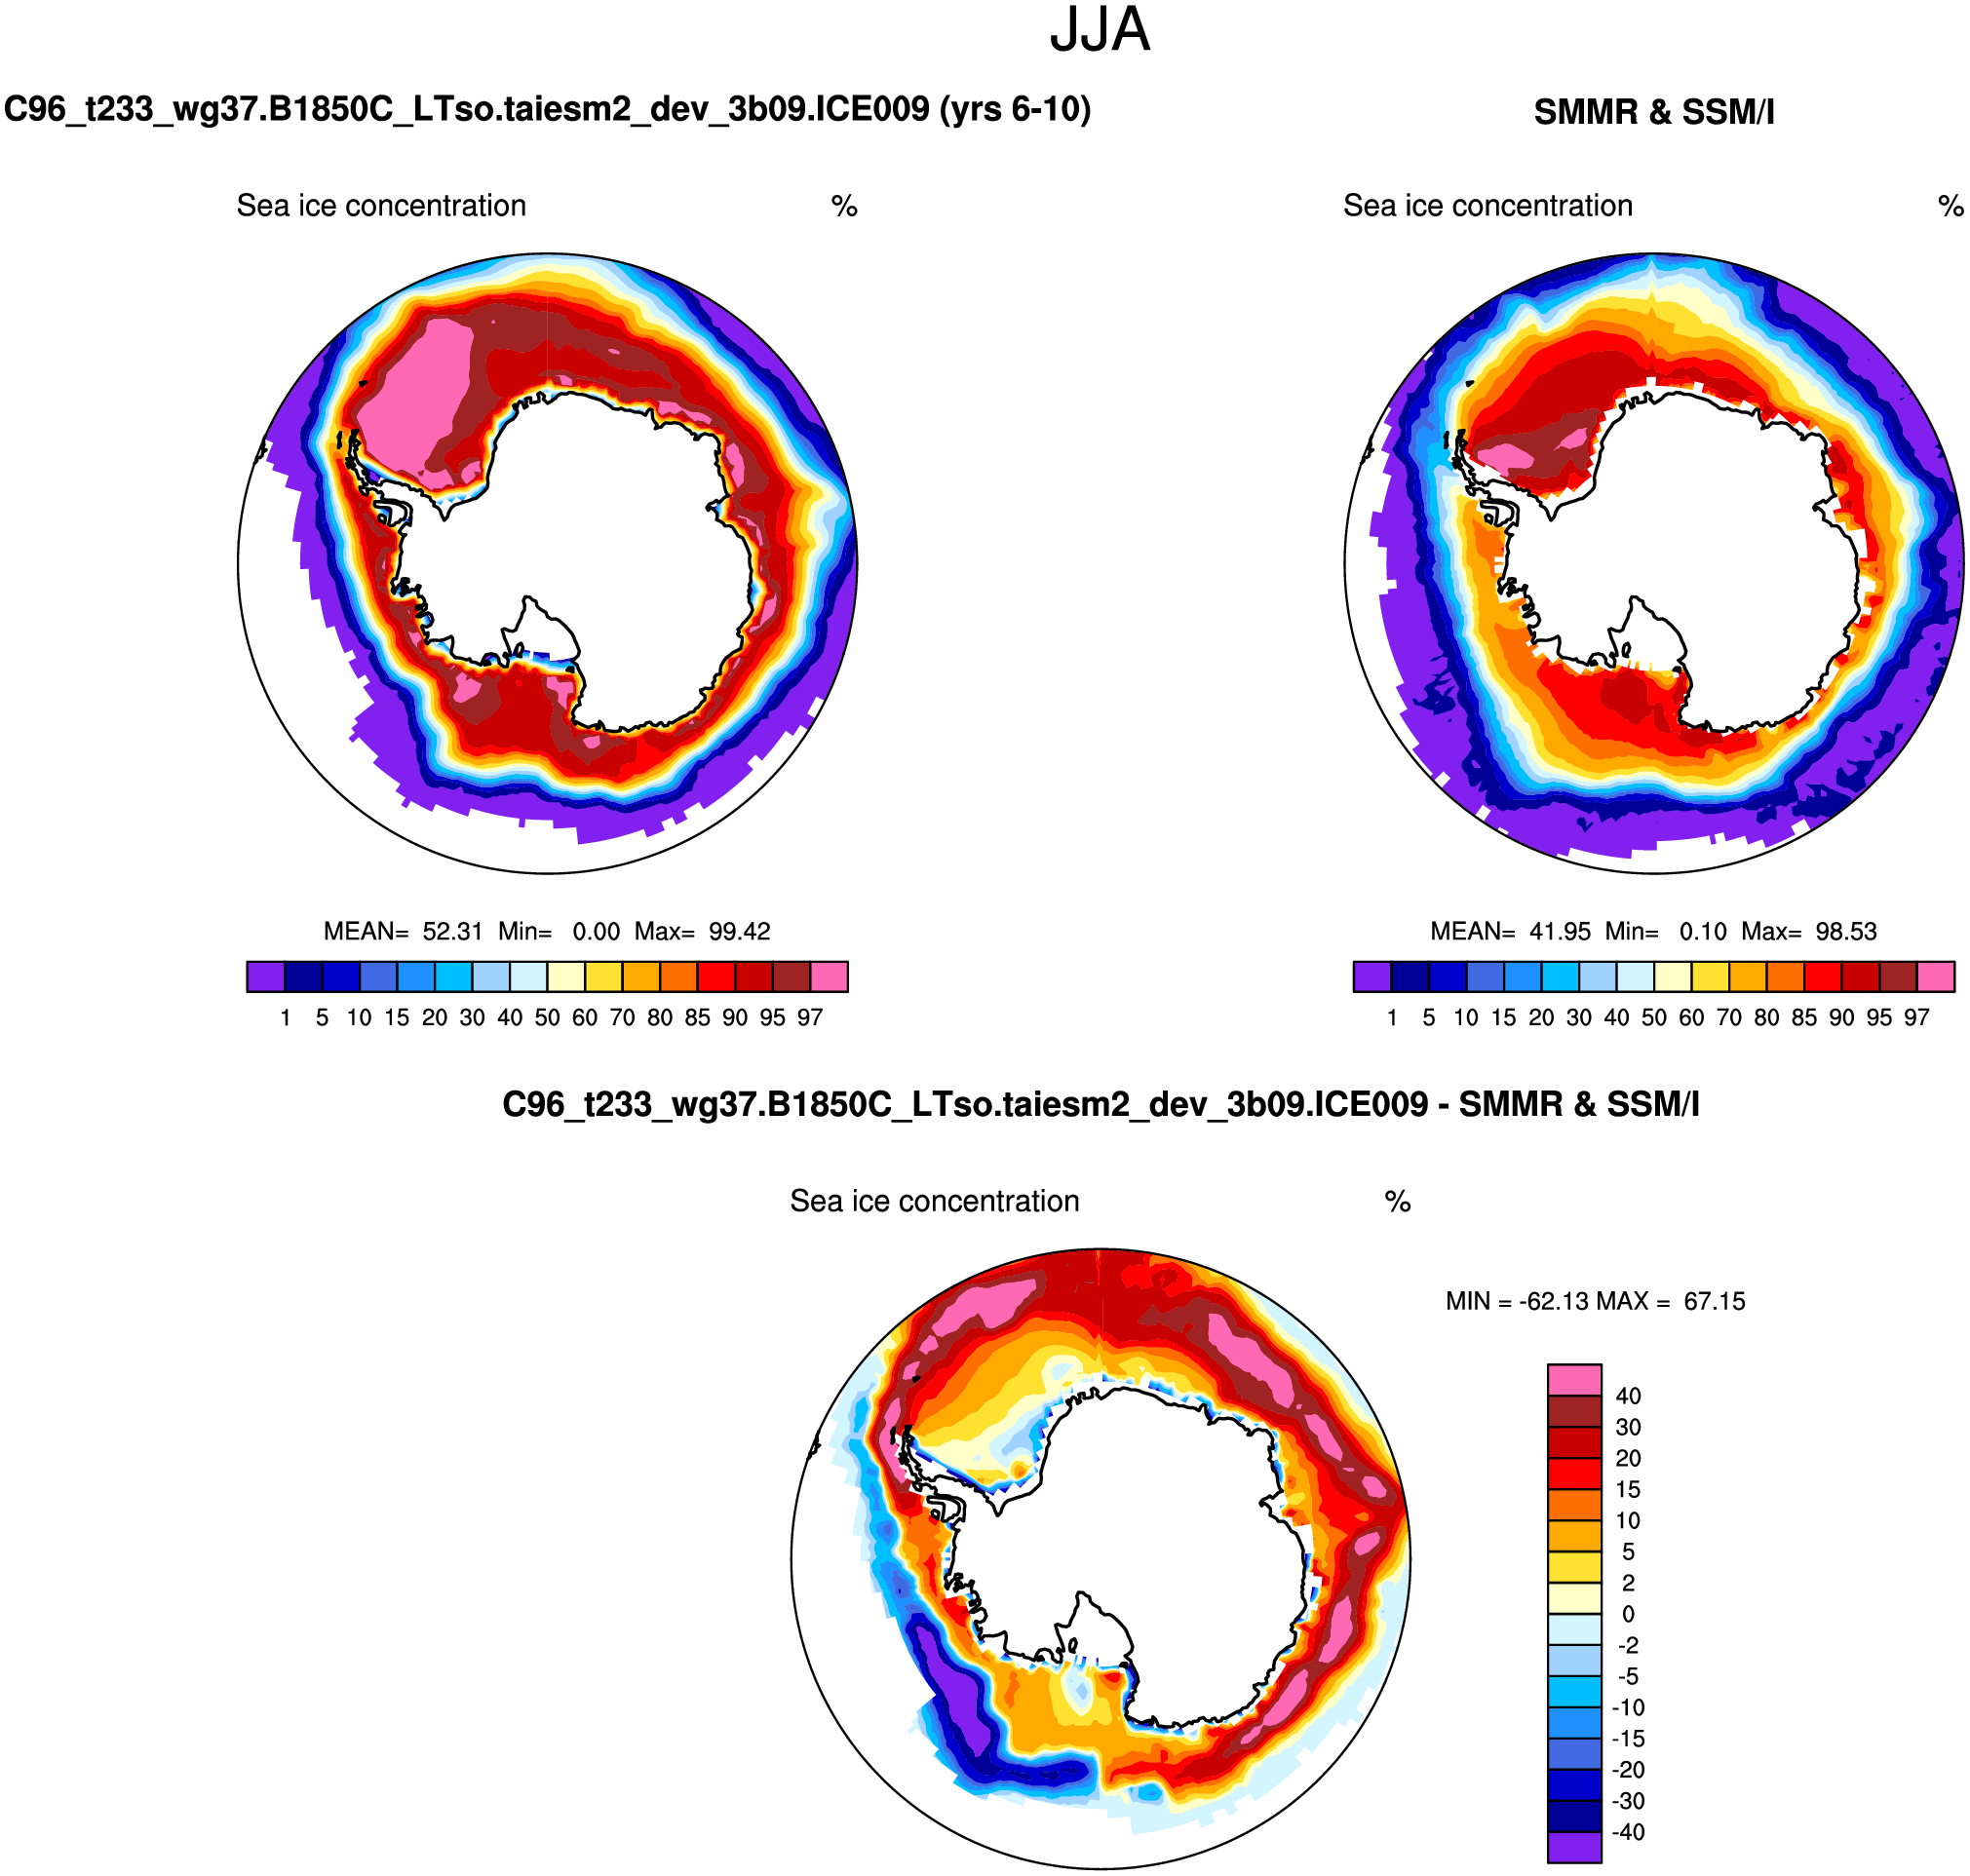 JJA
C96_t233_wg37.B1850C_LTso.taiesm2_dev_3b09.ICE009 (yrs 6-10)
SMMR & SSM/I
Sea ice concentration %
Sea ice concentration %
MEAN= 52.31 Min= 0.00 Max= 99.42
MEAN= 41.95 Min= 0.10 Max= 98.53
1 5 10 15 20 30 40 50 60 70 80 85 90 95 97
1 5 10 15 20 30 40 50 60 70 80 85 90 95 97
C96_t233_wg37.B1850C_LTso.taiesm2_dev_3b09.ICE009 - SMMR & SSM/I
Sea ice concentration %
MIN = -62.13 MAX = 67.15
40
30
20
15
10
5
2
0
-2
-5
-10
-15
-20
-30
-40